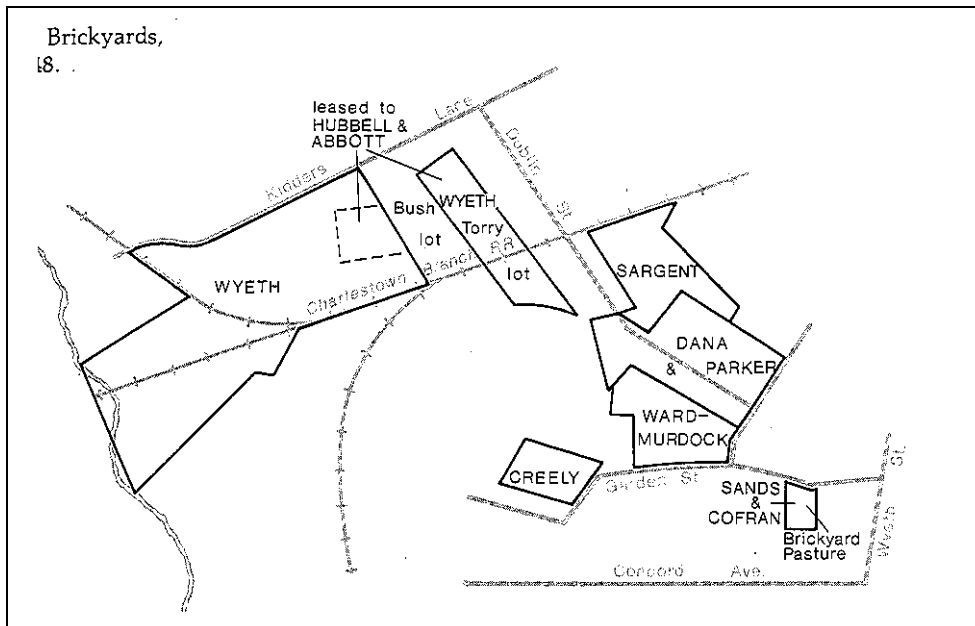 Brickyards,
48.
leased to
HUBBELL &
ABBOTT
Kidders Lane
Dublin St.
Bush
lot
WYETH
Torry
lot
WYETH
Charlestown Branch RR
SARGENT
DANA
&
PARKER
WARD-
MURDOCK
CREELY
Garden St
SANDS
&
COFRAN
Brickyard
Pasture
Wyeth St.
Concord Ave.